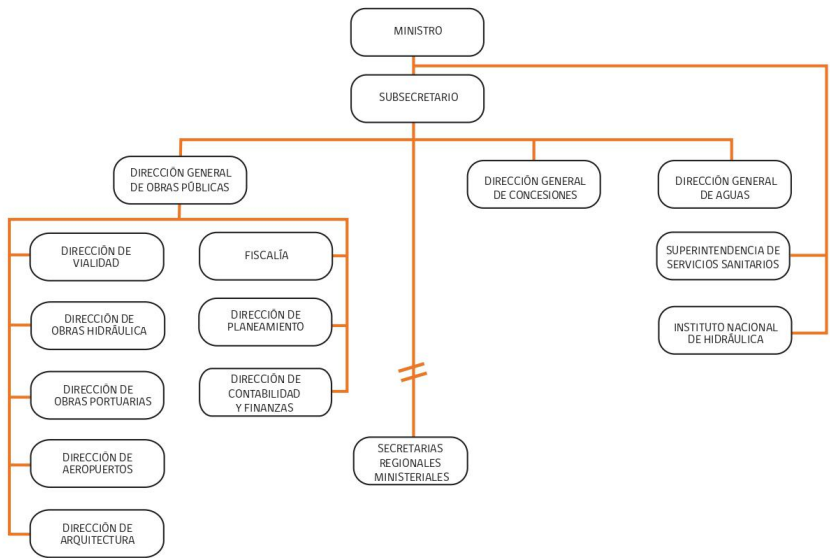 MINISTRO
SUBSECRETARIO
DIRECCIÓN GENERAL
DE OBRAS PÚBLICAS
DIRECCIÓN GENERAL
DE CONCESIONES
DIRECCIÓN GENERAL
DE AGUAS
DIRECCIÓN DE
VIALIDAD
DIRECCIÓN DE
OBRAS HIDRÁULICA
DIRECCIÓN DE
OBRAS PORTUARIAS
DIRECCIÓN DE
AEROPUERTOS
DIRECCIÓN DE
ARQUITECTURA
FISCALÍA
DIRECCIÓN DE
PLANEAMIENTO
DIRECCIÓN DE
CONTABILIDAD
Y FINANZAS
SECRETARIAS
REGIONALES
MINISTERIALES
SUPERINTENDENCIA DE
SERVICIOS SANITARIOS
INSTITUTO NACIONAL
DE HIDRÁULICA